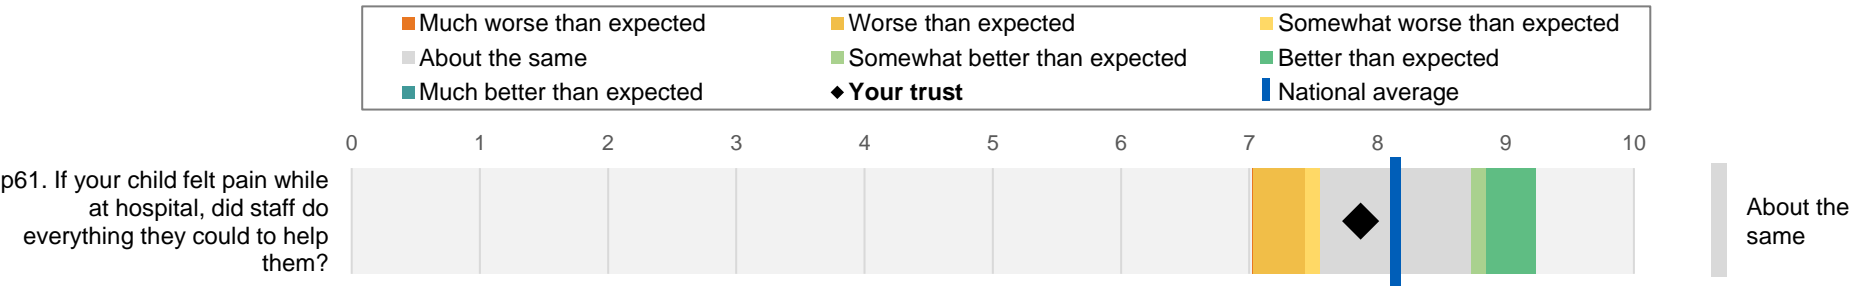 Much worse than expected
Worse than expected
Somewhat worse than expected
About the same
Somewhat better than expected
Better than expected
Much better than expected
Your trust
National average
0 1 2 3 4 5 6 7 8 9 10
p61. If your child felt pain while
at hospital, did staff do
everything they could to help
them?
About the
same